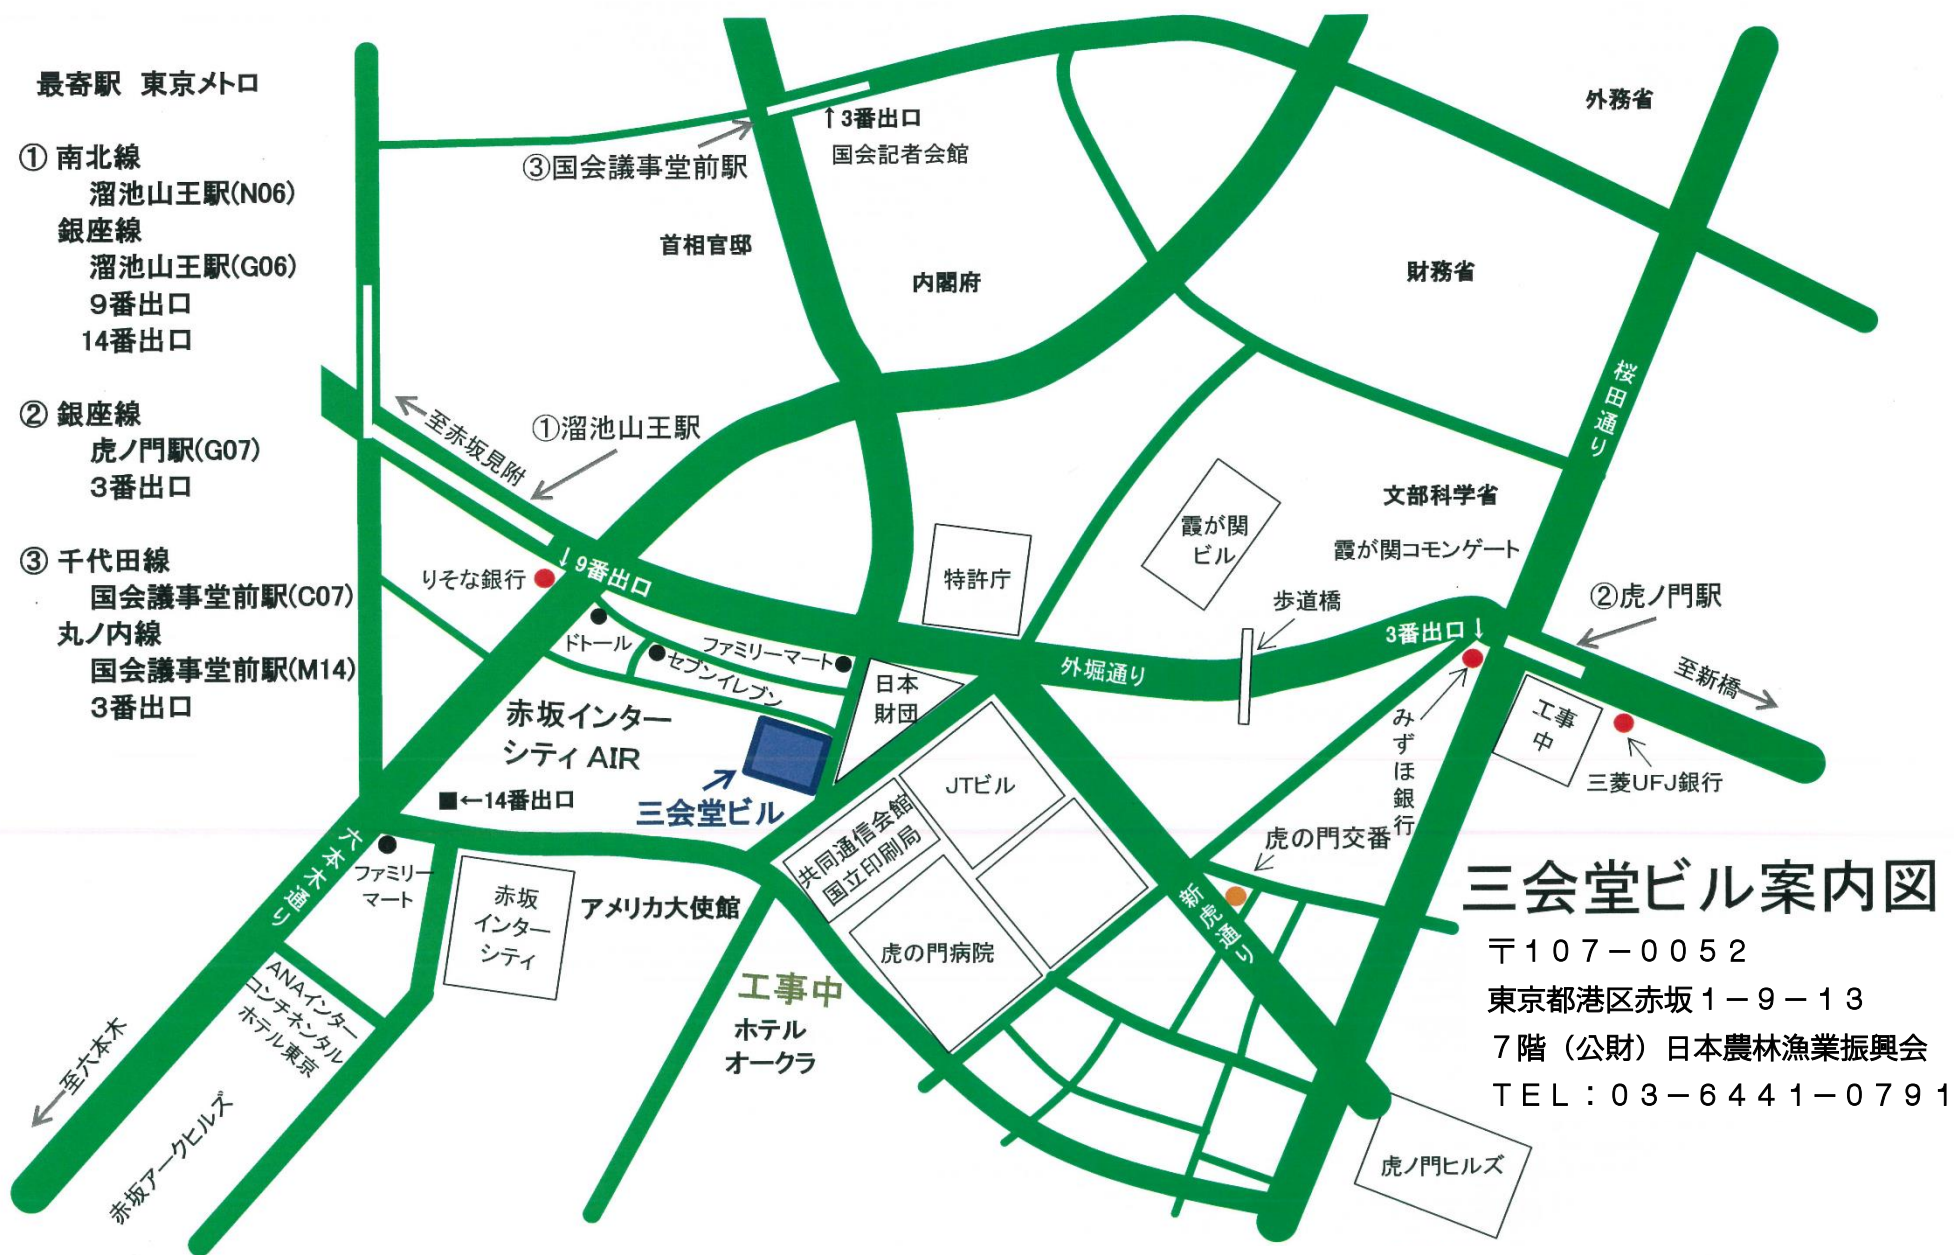 最寄駅 東京メトロ
① 南北線
溜池山王駅(N06)
銀座線
溜池山王駅(G06)
9番出口
14番出口
② 銀座線
虎ノ門駅(G07)
3番出口
③ 千代田線
国会議事堂前駅(C07)
丸ノ内線
国会議事堂前駅(M14)
3番出口
↑3番出口
国会記者会館
③国会議事堂前駅
首相官邸
内閣府
外務省
財務省
桜田通り
←至赤坂見附
①溜池山王駅
文部科学省
霞が関コモンゲート
霞が関
ビル
特許庁
歩道橋
②虎ノ門駅
3番出口↓
至新橋→
りそな銀行
↓9番出口
ドトール
セブンイレブン
ファミリーマート
外堀通り
日本
財団
赤坂インター
シティ AIR
三会堂ビル
■←14番出口
JTビル
共同通信会館
国立印刷局
虎の門病院
みずほ銀行
工事
中
三菱UFJ銀行
虎の門交番
新虎通り
六本木通り
ファミリー
マート
赤坂
インター
シティ
アメリカ大使館
工事中
ホテル
オークラ
ANAインター
コンチネンタル
ホテル東京
←至六本木
赤坂アークヒルズ
虎ノ門ヒルズ
三会堂ビル案内図
〒107-0052
東京都港区赤坂1-9-13
7階(公財)日本農林漁業振興会
TEL:03-6441-0791